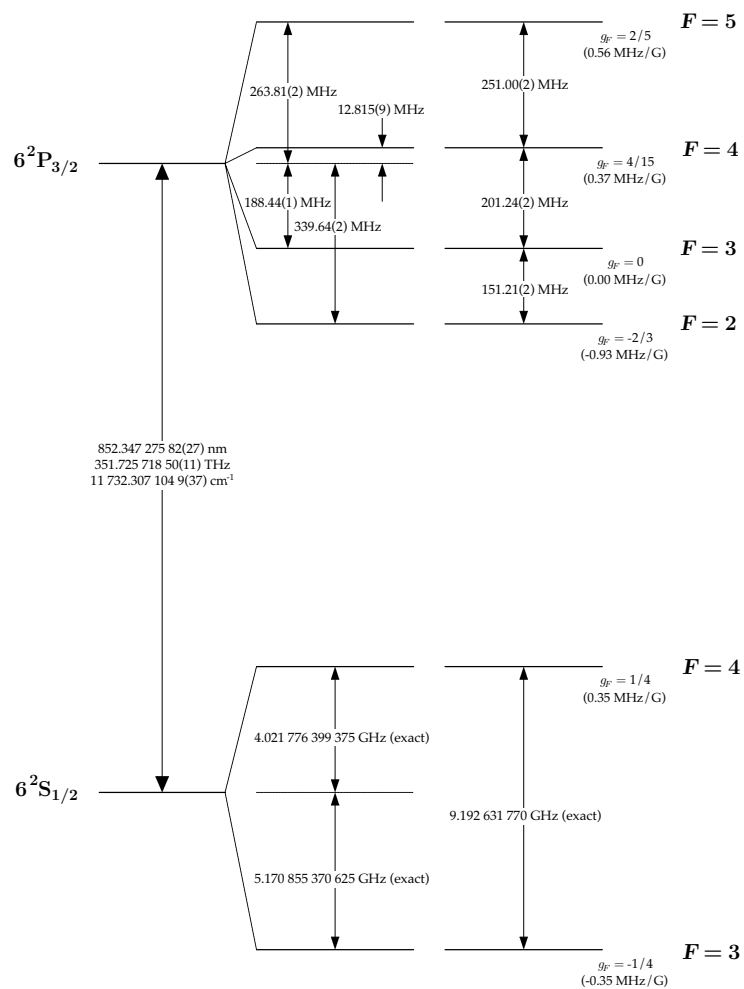 F = 5
g_F = 2/5
(0.56 MHz/G)
263.81(2) MHz
251.00(2) MHz
12.815(9) MHz
6²P₃/₂
F = 4
g_F = 4/15
(0.37 MHz/G)
188.44(1) MHz
201.24(2) MHz
339.64(2) MHz
F = 3
g_F = 0
(0.00 MHz/G)
151.21(2) MHz
F = 2
g_F = -2/3
(-0.93 MHz/G)
852.347 275 82(27) nm
351.725 718 50(11) THz
11 732.307 104 9(37) cm⁻¹
F = 4
g_F = 1/4
(0.35 MHz/G)
4.021 776 399 375 GHz (exact)
6²S₁/₂
9.192 631 770 GHz (exact)
5.170 855 370 625 GHz (exact)
F = 3
g_F = -1/4
(-0.35 MHz/G)